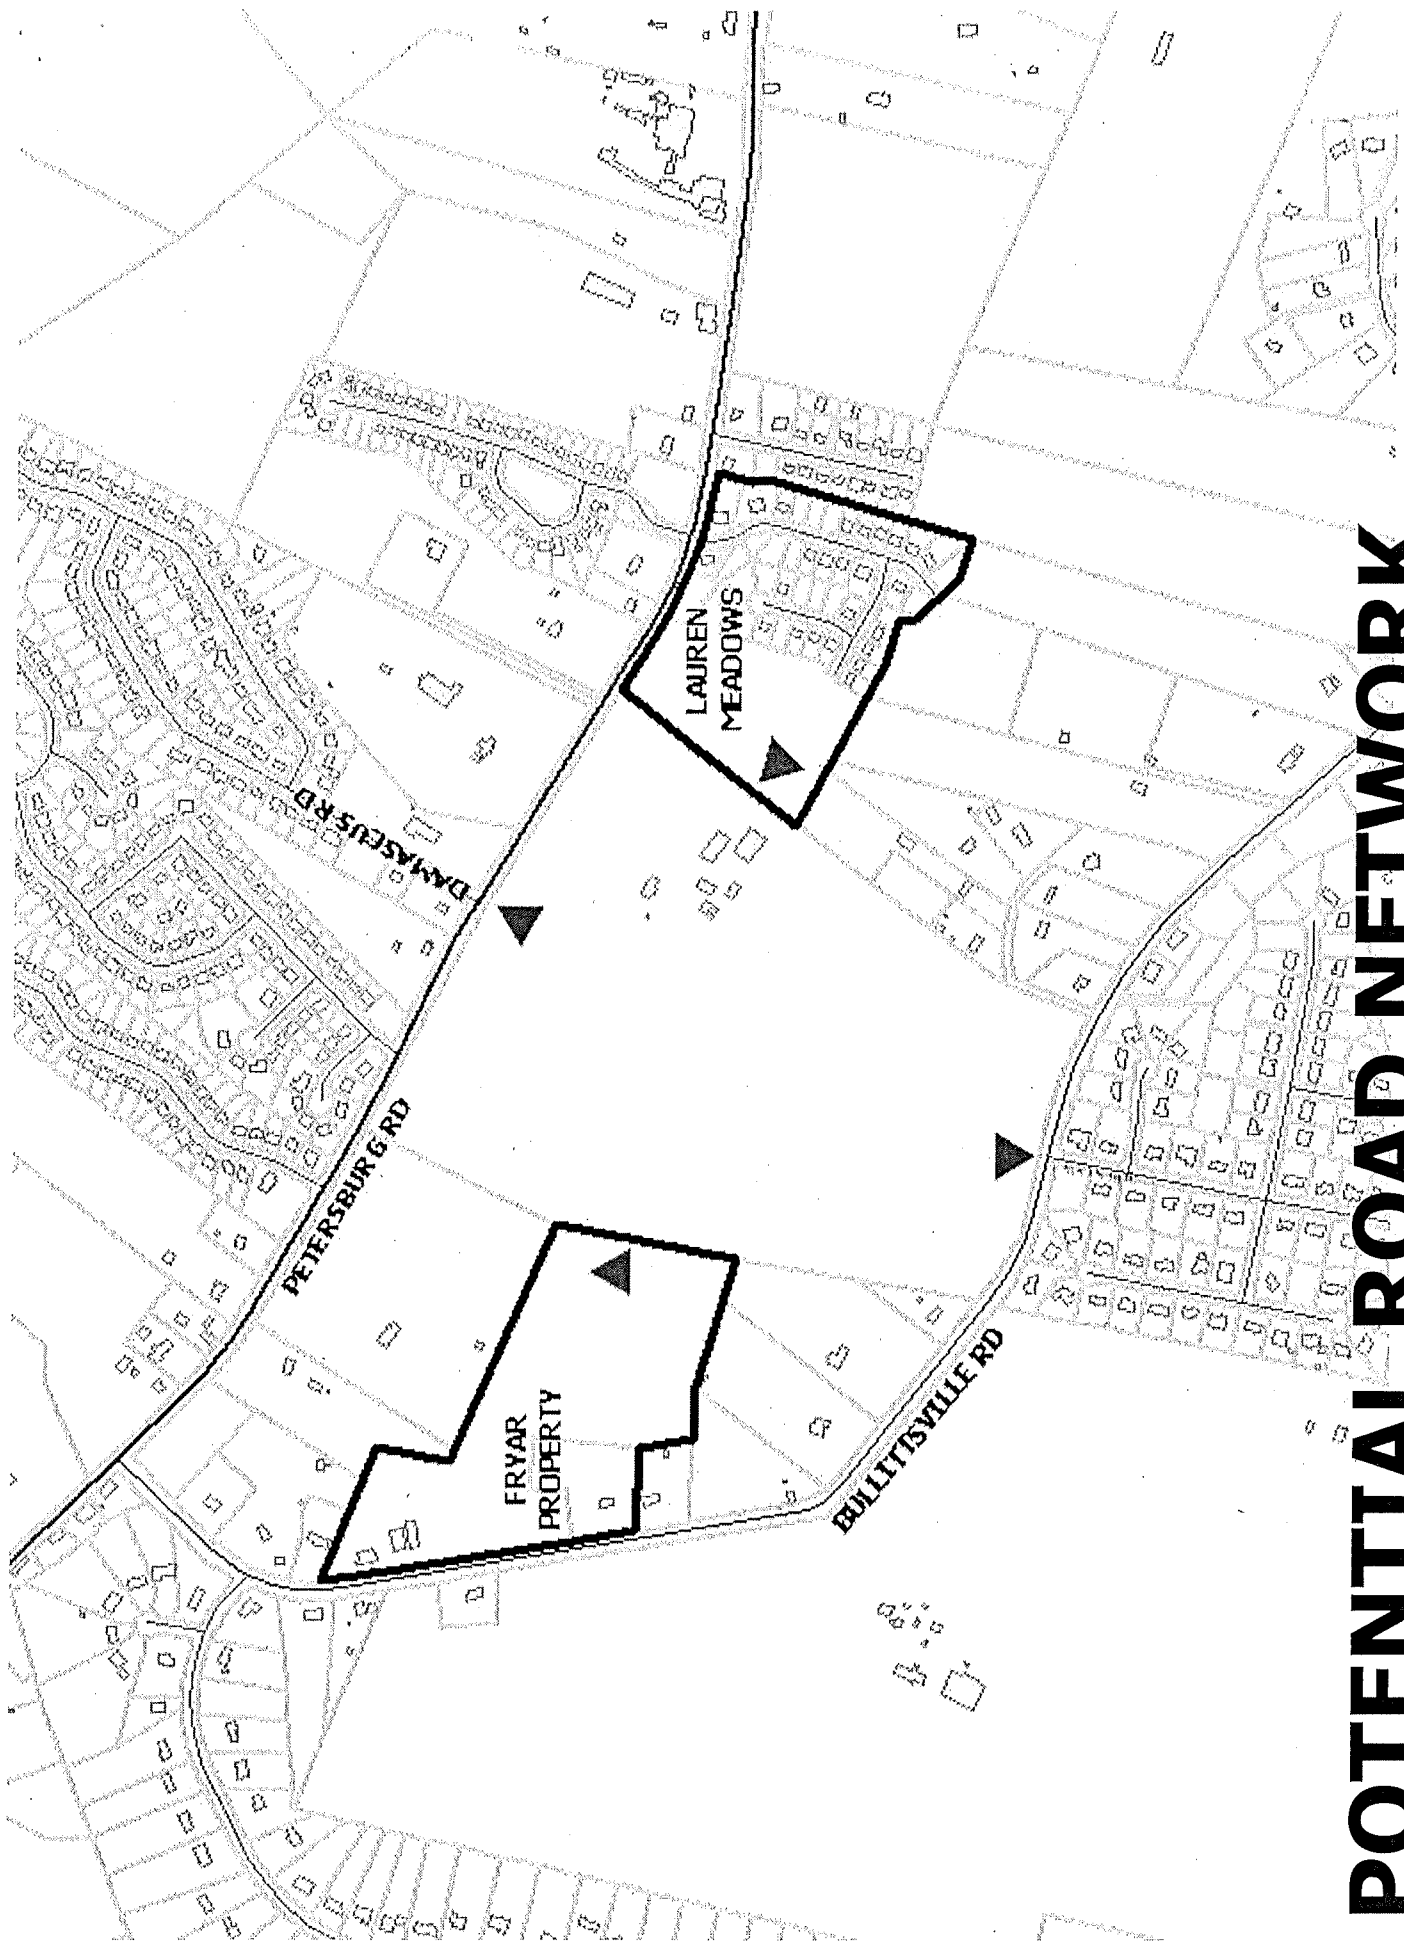 DAMASCUS RD
LAUREN
MEADOWS
PETERSBURG RD
FRYAR
PROPERTY
BULLITTSVILLE RD
POTENTIAL ROAD NETWORK